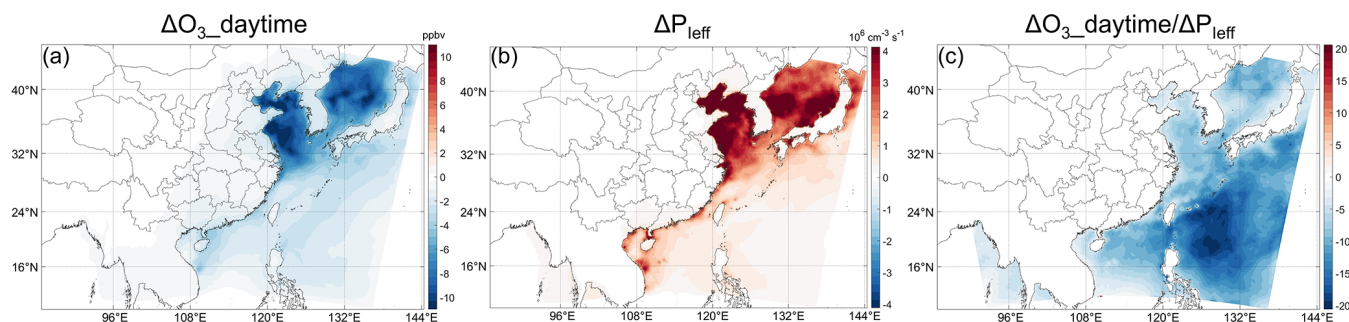 ΔO3_daytime
ppbv
(a)
10
8
6
4
2
0
-2
-4
-6
-8
-10
40°N
32°N
24°N
16°N
96°E 108°E 120°E 132°E 144°E
ΔPIeff
10⁶ cm⁻³ s⁻¹
(b)
4
3
2
1
0
-1
-2
-3
-4
40°N
32°N
24°N
16°N
96°E 108°E 120°E 132°E 144°E
ΔO3_daytime/ΔPIeff
(c)
20
15
10
5
0
-5
-10
-15
-20
40°N
32°N
24°N
16°N
96°E 108°E 120°E 132°E 144°E